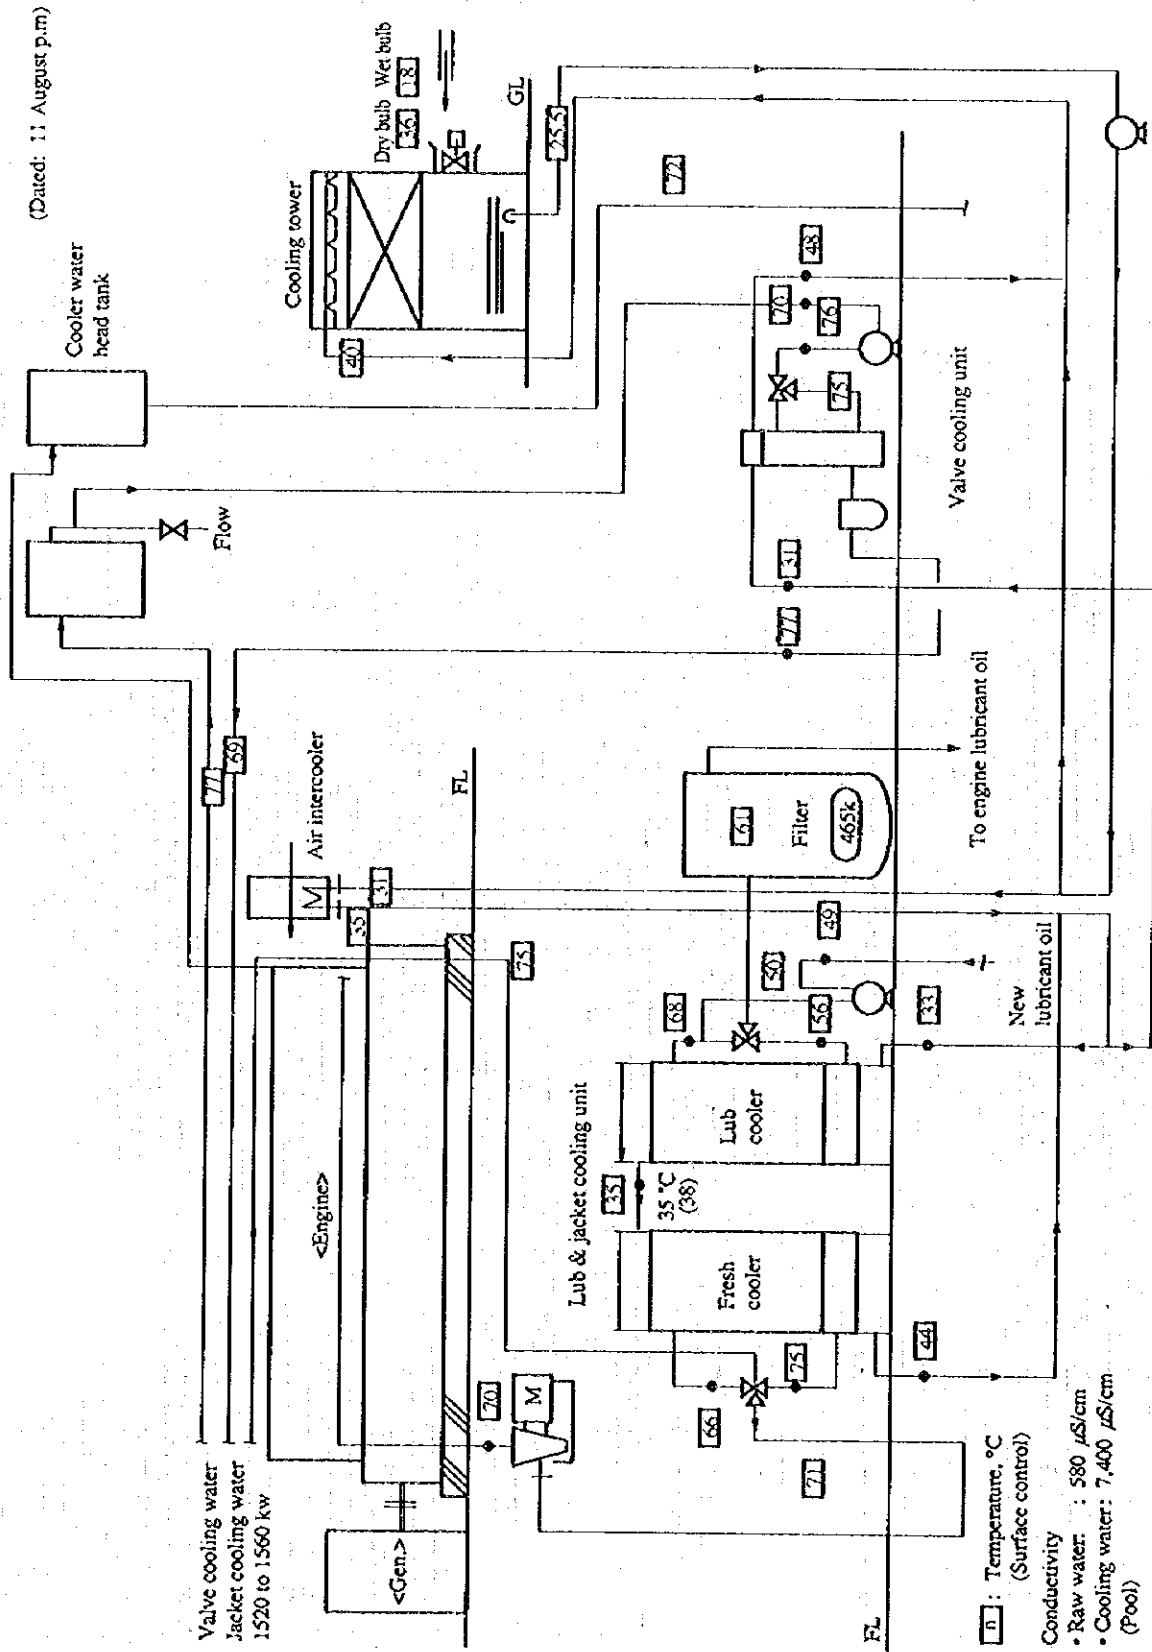 (Dated: 11 August p.m)
Cooler water
head tank
Cooling tower
Dry bulb
Wet bulb
36
18
GL
25.5
40
72
Flow
70
48
76
75
31
77
Valve cooling unit
Valve cooling water
Jacket cooling water
1520 to 1560 kw
77
69
Air intercooler
M
31
35
FL
<Engine>
<Gen.>
75
70
M
Lub & jacket cooling unit
35
35 °C
(38)
Fresh
cooler
Lub
cooler
68
56
50
49
61
Filter
465k
To engine lubricant oil
New
lubricant oil
33
66
75
71
44
FL
n : Temperature, °C
(Surface control)
Conductivity
• Raw water : 580 µS/cm
• Cooling water: 7,400 µS/cm
(Pool)